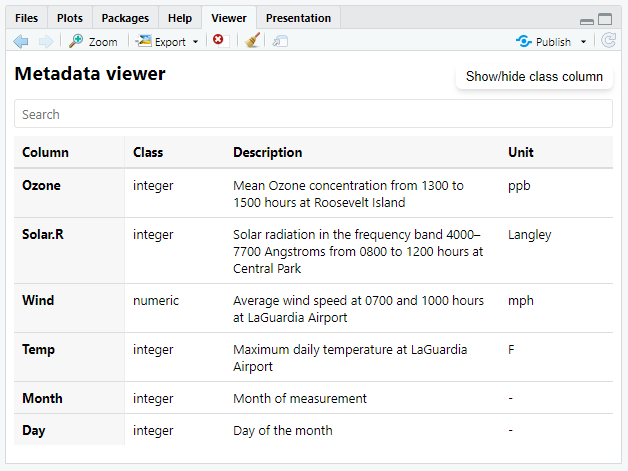 Files Plots Packages Help Viewer Presentation
Zoom Export Publish
Metadata viewer
Show/hide class column
Search
Column Class Description Unit
Ozone integer Mean Ozone concentration from 1300 to ppb
1500 hours at Roosevelt Island
Solar.R integer Solar radiation in the frequency band 4000– Langley
7700 Angstroms from 0800 to 1200 hours at
Central Park
Wind numeric Average wind speed at 0700 and 1000 hours mph
at LaGuardia Airport
Temp integer Maximum daily temperature at LaGuardia F
Airport
Month integer Month of measurement -
Day integer Day of the month -